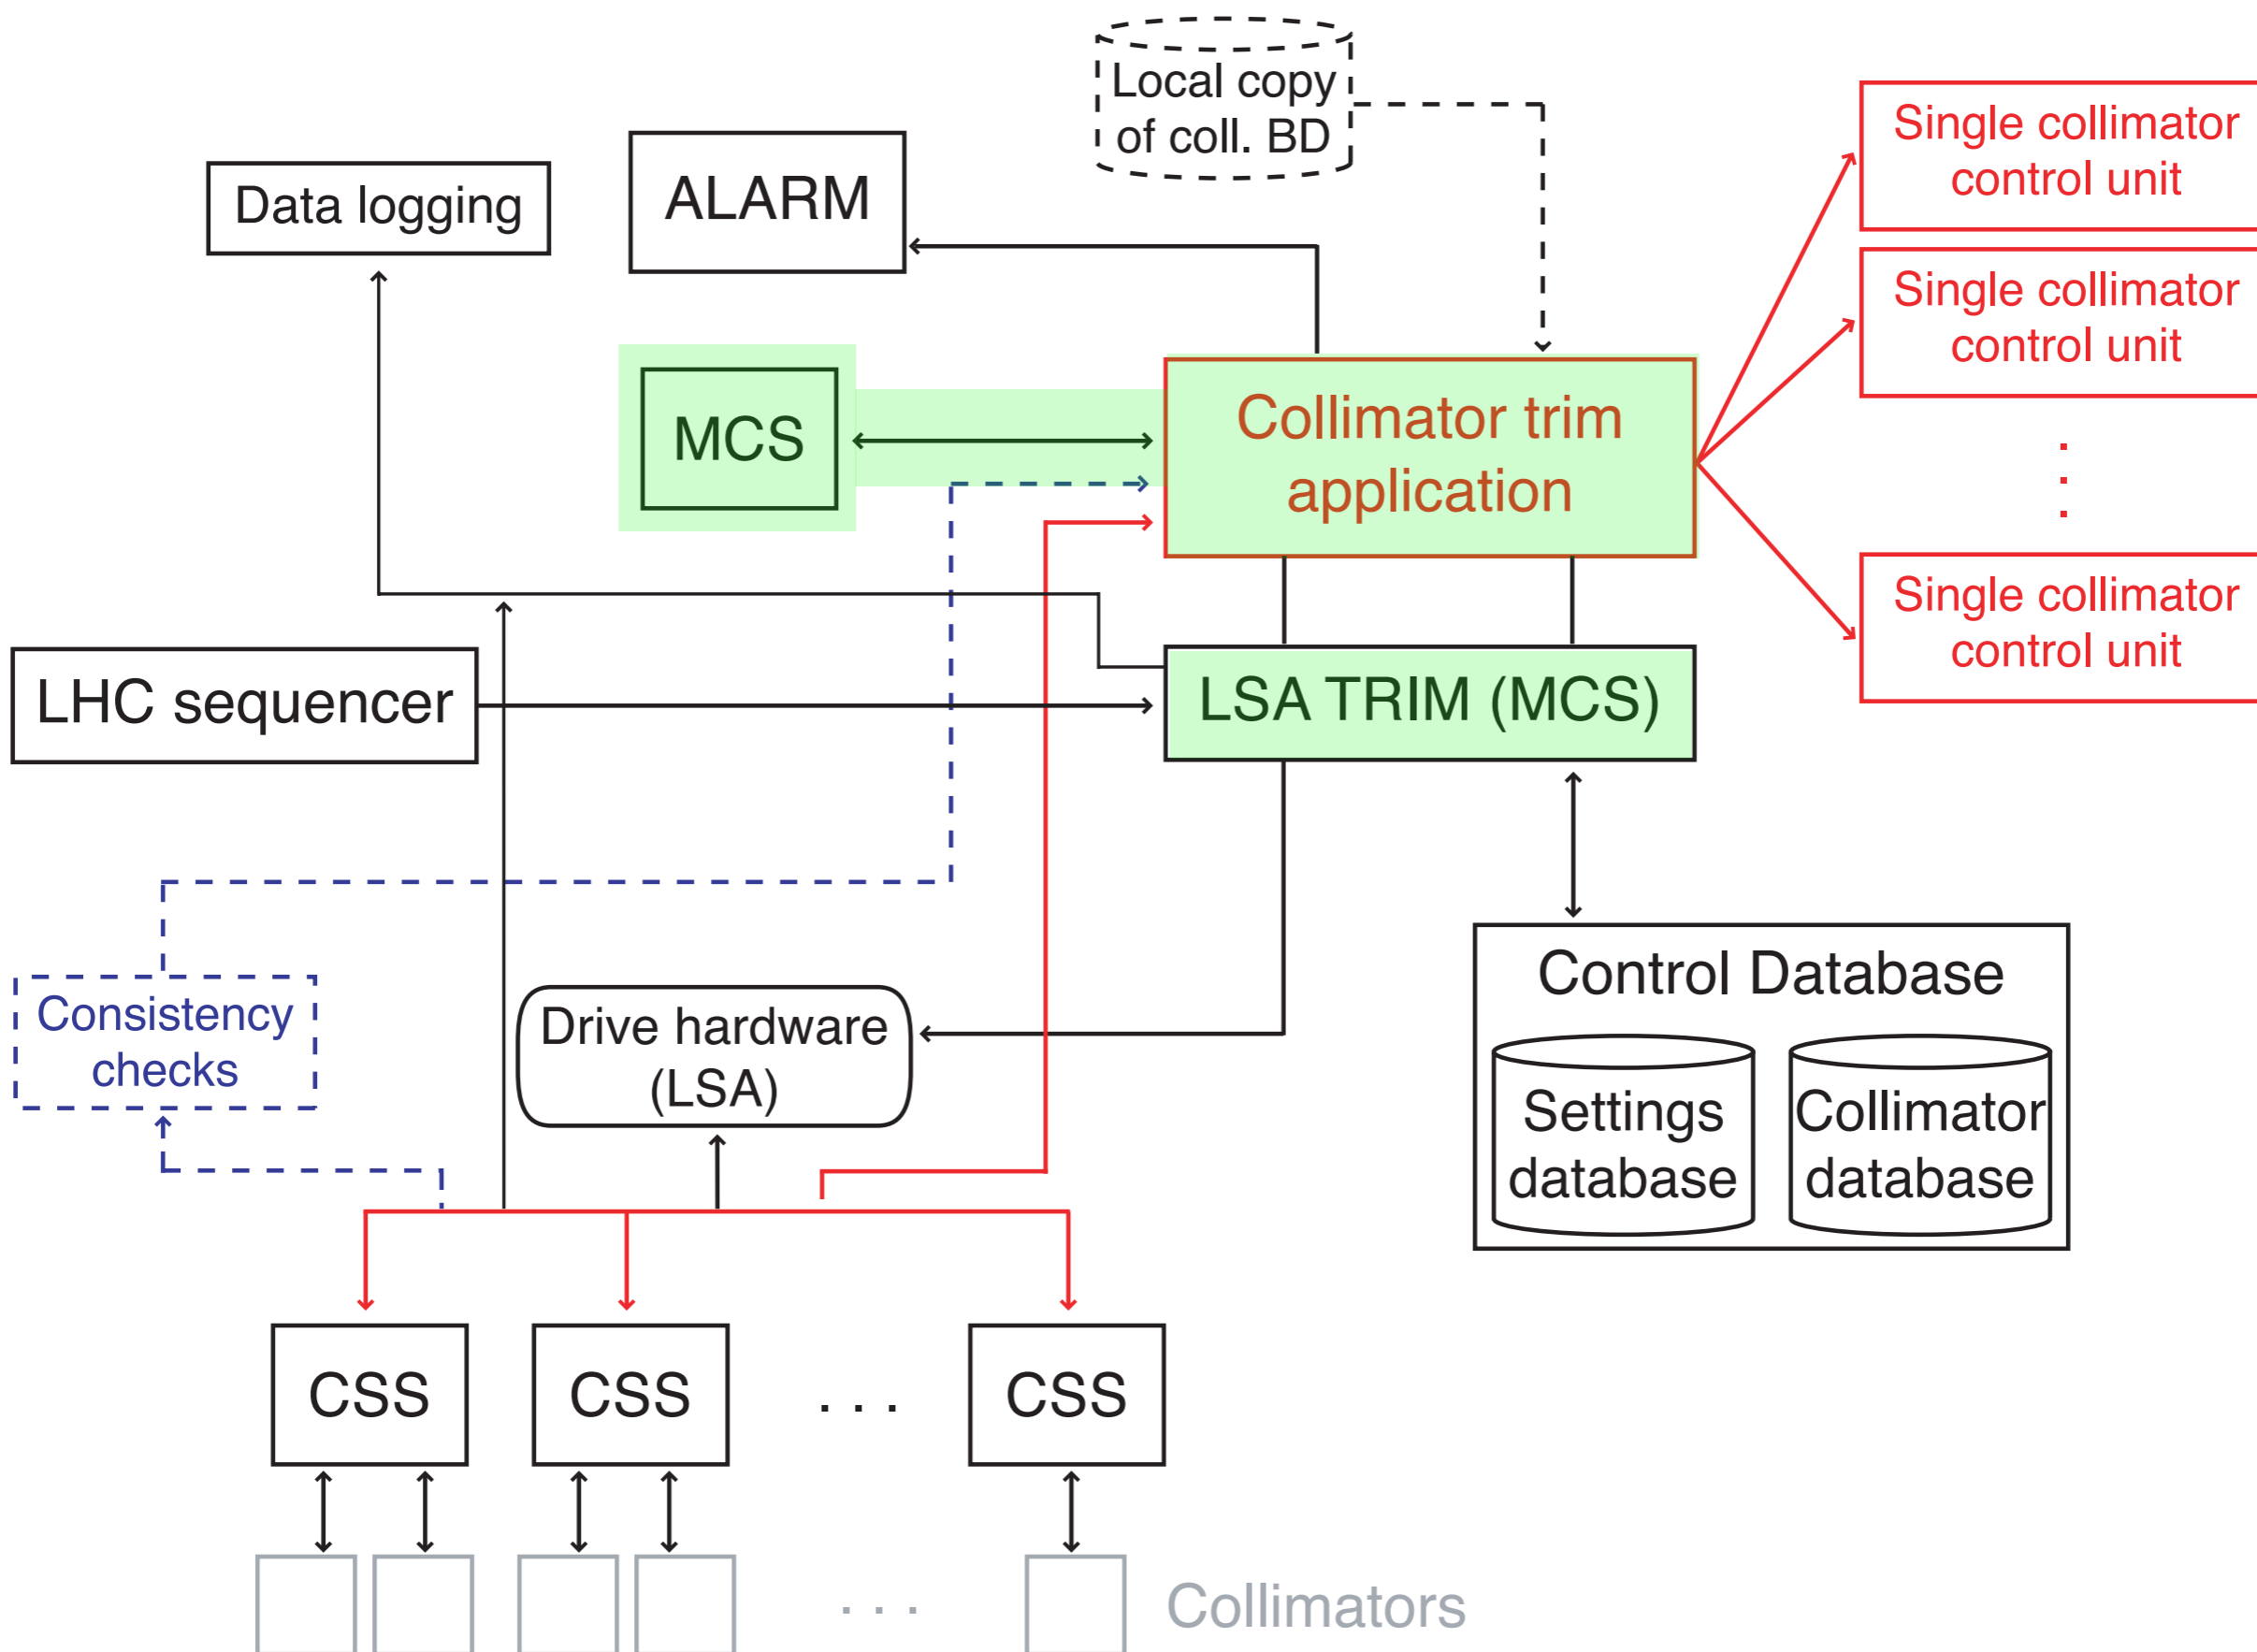 Local copy
of coll. BD
Single collimator
control unit
ALARM
Data logging
Single collimator
control unit
MCS
Collimator trim
application
.
.
.
Single collimator
control unit
LHC sequencer
LSA TRIM (MCS)
Control Database
Consistency
checks
Drive hardware
(LSA)
Settings
database
Collimator
database
CSS
CSS
. . .
CSS
. . .
Collimators